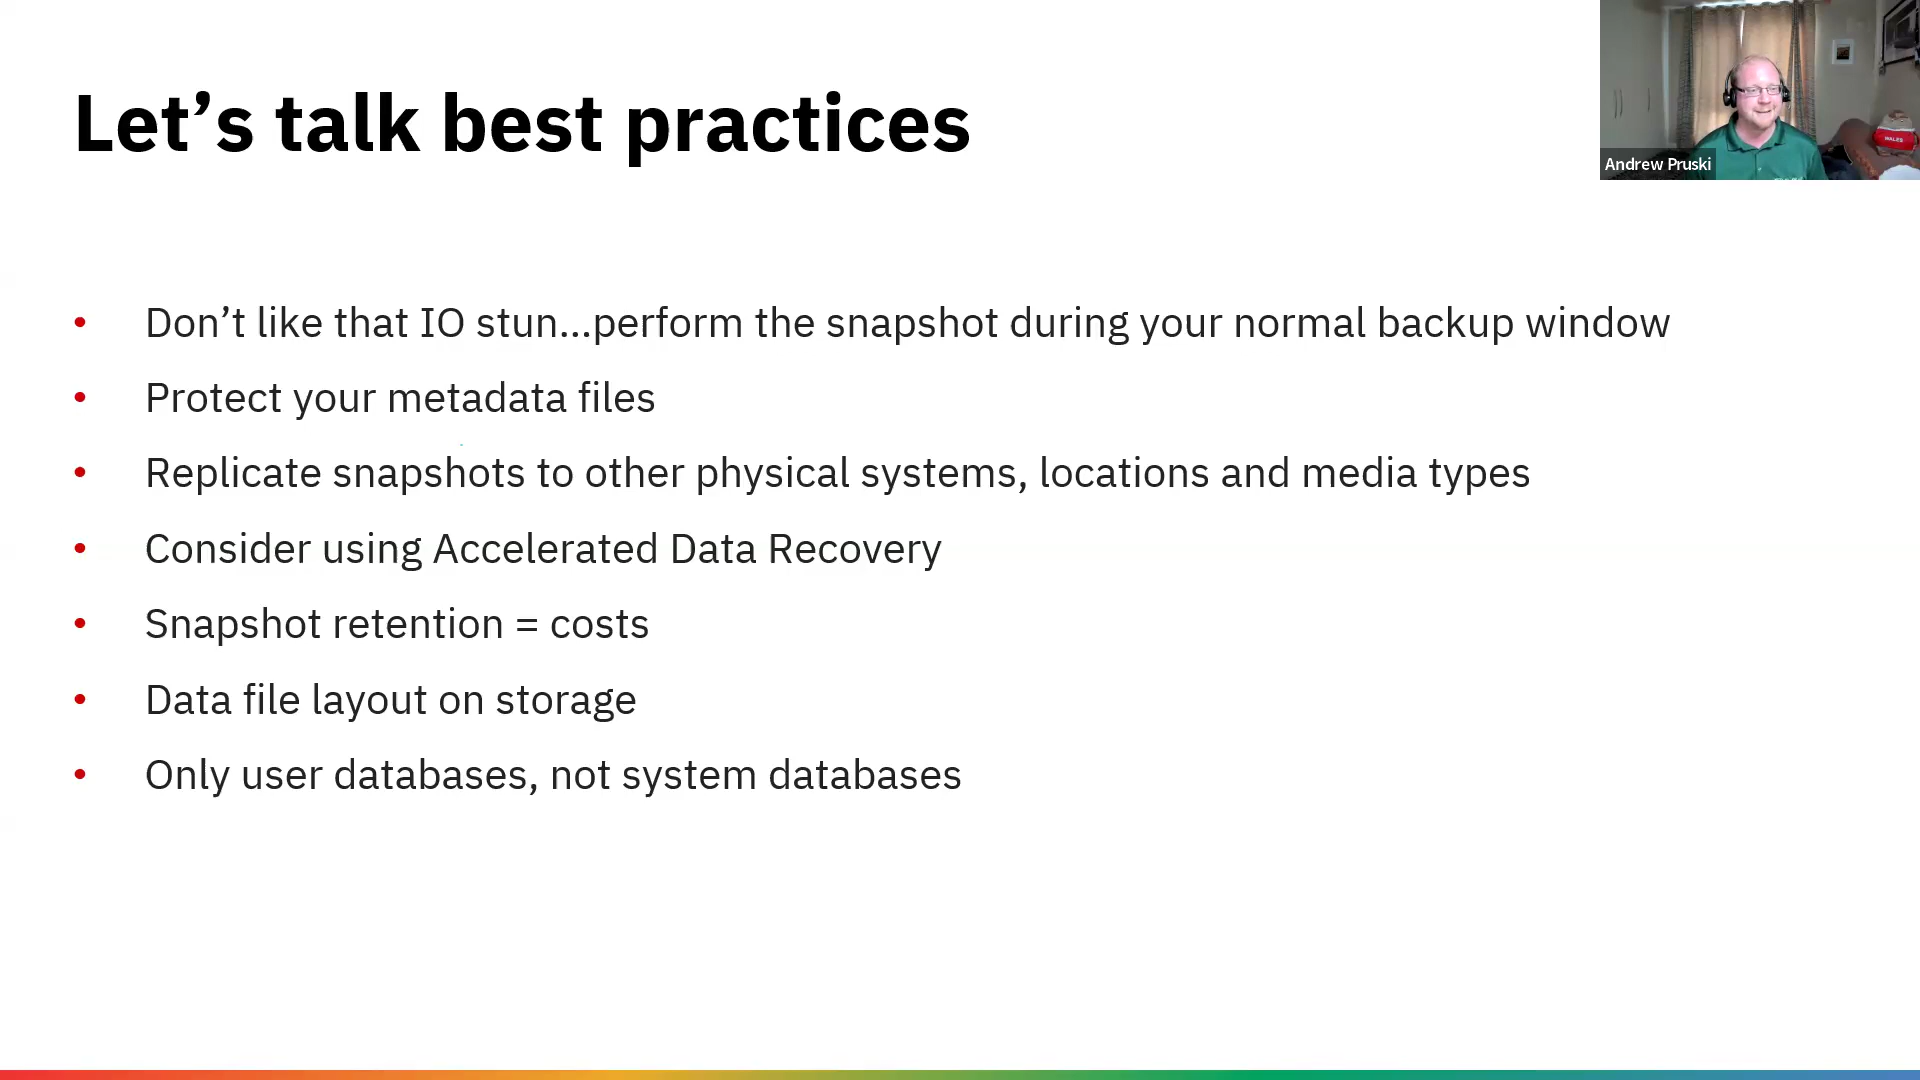 Let’s talk best practices
Andrew Pruski
WALES
• Don’t like that IO stun…perform the snapshot during your normal backup window
• Protect your metadata files
• Replicate snapshots to other physical systems, locations and media types
• Consider using Accelerated Data Recovery
• Snapshot retention = costs
• Data file layout on storage
• Only user databases, not system databases